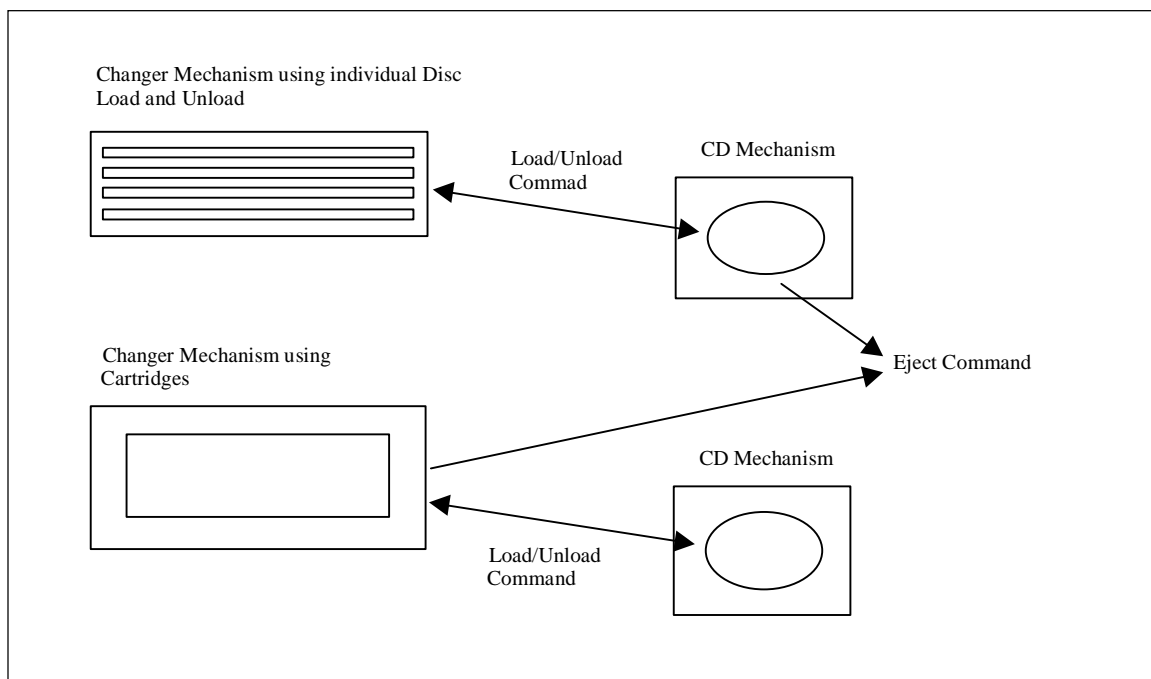 Changer Mechanism using individual Disc
Load and Unload
Load/Unload
Commad
CD Mechanism
Changer Mechanism using
Cartridges
Eject Command
CD Mechanism
Load/Unload
Command